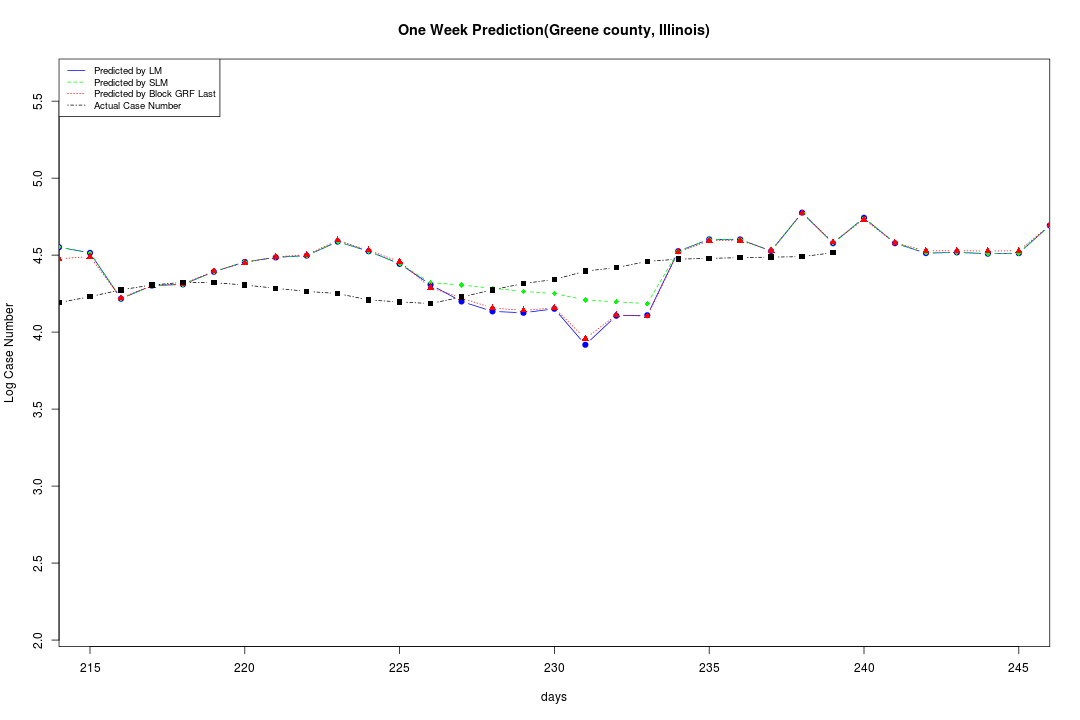 One Week Prediction(Greene county, Illinois)
Predicted by LM
Predicted by SLM
Predicted by Block GRF Last
Actual Case Number
Log Case Number
5.5
5.0
4.5
4.0
3.5
3.0
2.5
2.0
215 220 225 230 235 240 245
days